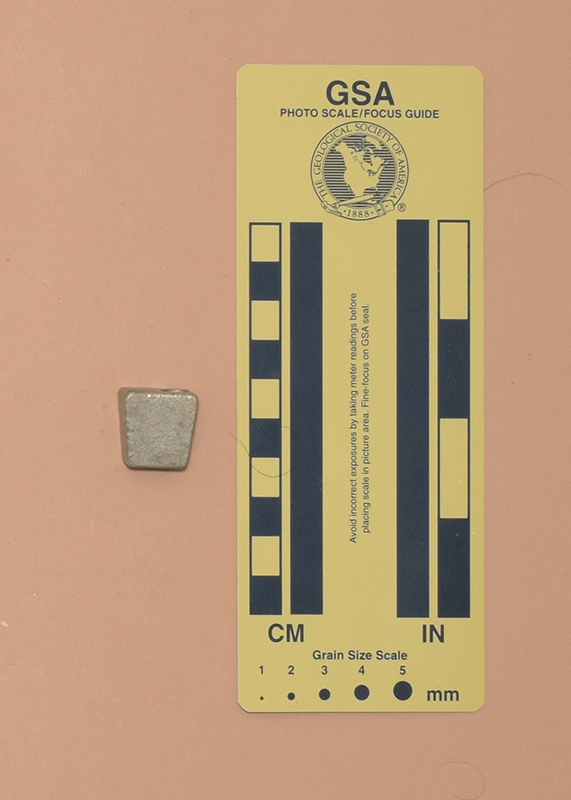 GSA
PHOTO SCALE/FOCUS GUIDE
THE GEOLOGICAL SOCIETY OF AMERICA
·1888·
®
Avoid incorrect exposures by taking meter readings before
placing scale in picture area. Fine-focus on GSA seal.
CM IN
Grain Size Scale
1 2 3 4 5
mm